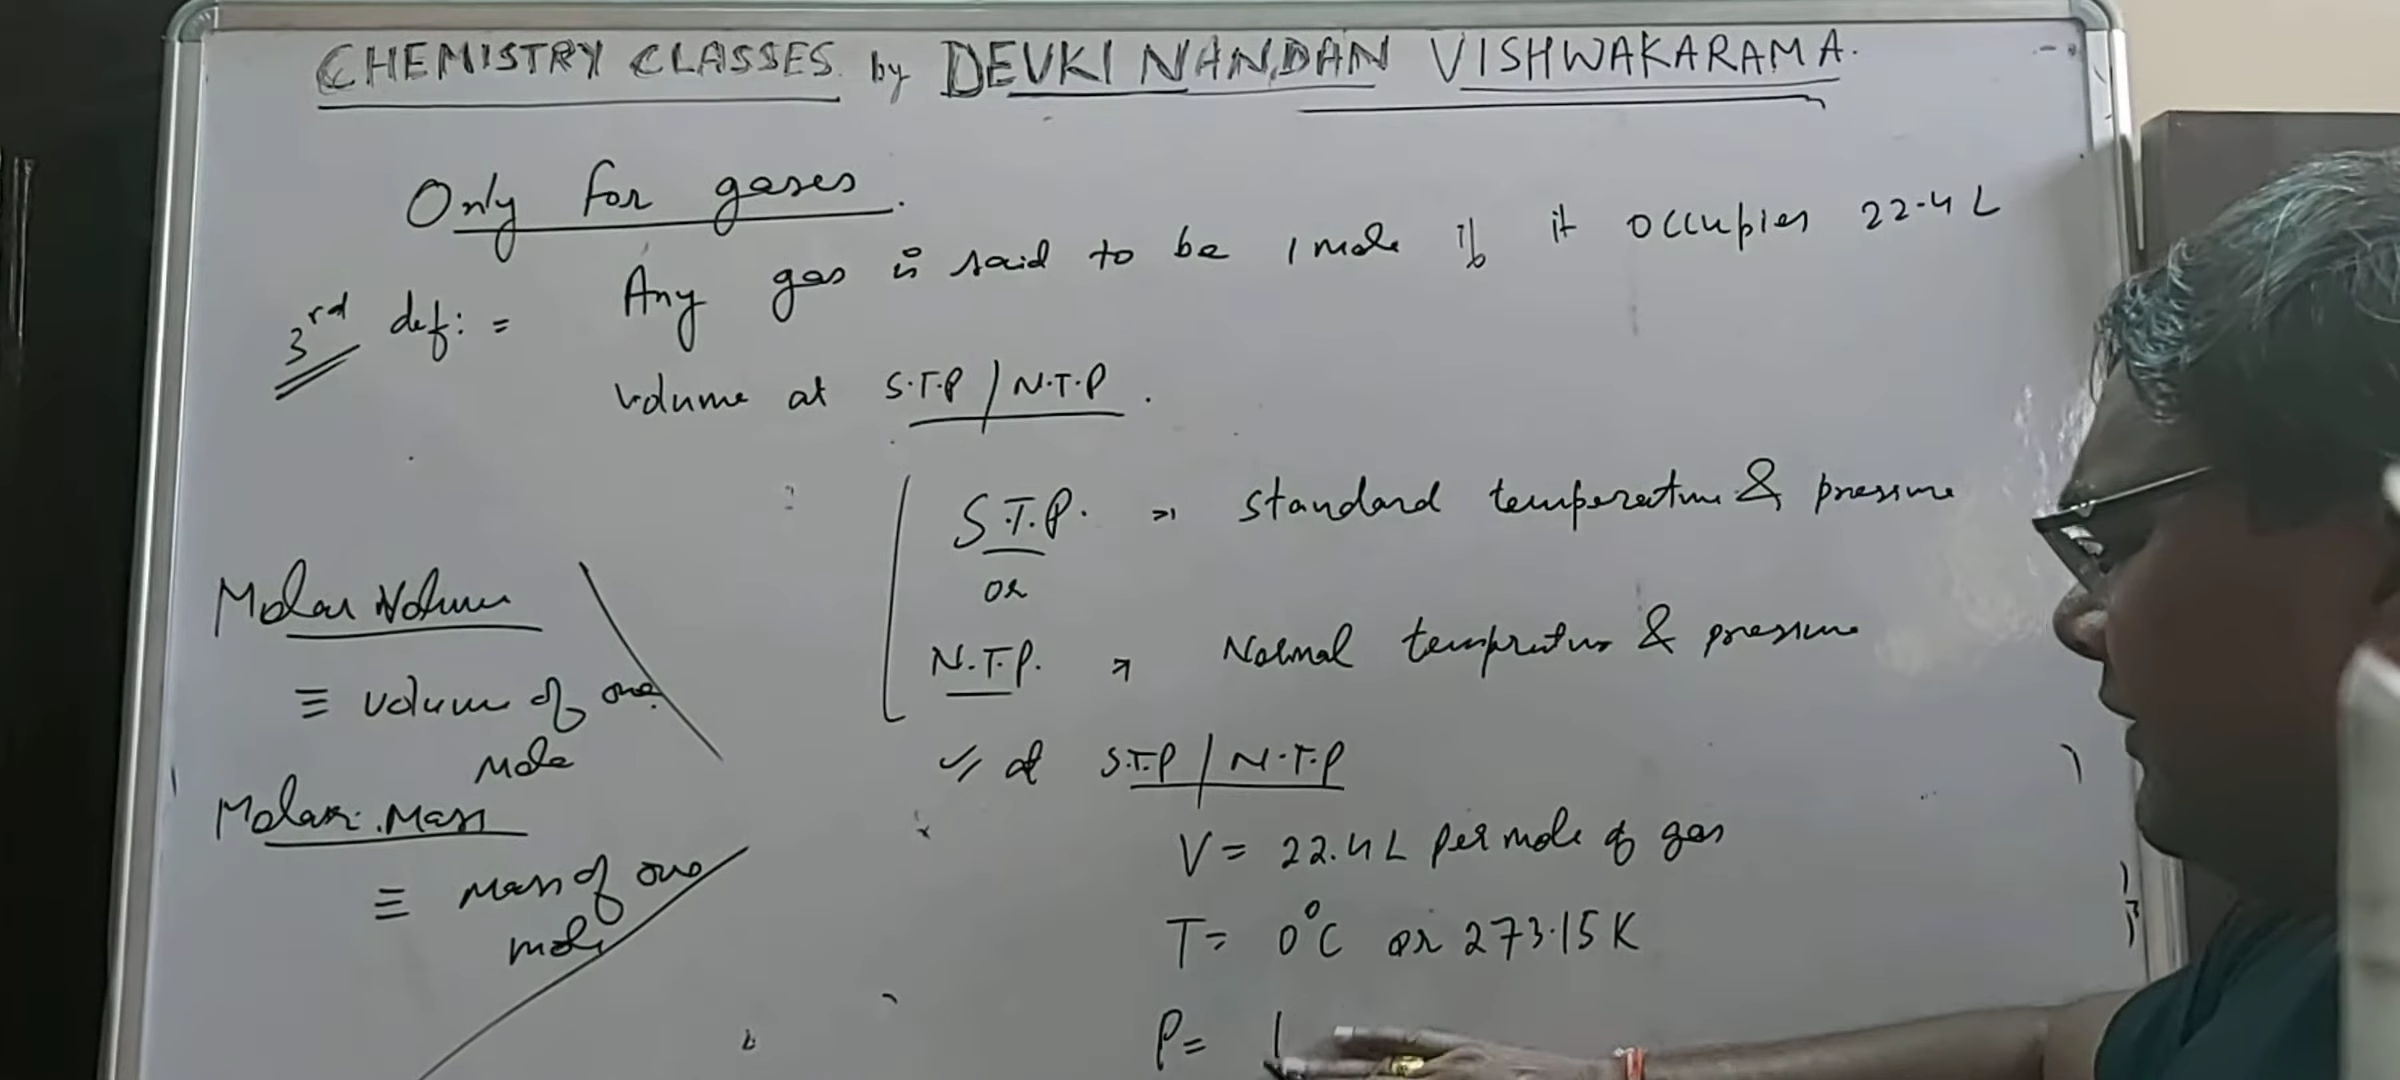 CHEMISTRY CLASSES by DEVKI NANDAN VISHWAKARAMA.
Only for gases.
3rd def: = Any gas is said to be 1 mole if it occupies 22.4 L
volume at S.T.P / N.T.P.
S.T.P. => Standard temperature & pressure
or
N.T.P. => Normal temprature & pressure
at S.T.P / N.T.P
V = 22.4 L per mole of gas
T = 0°C or 273.15 K
P = 1
Molar Volume
≡ volume of one
mole
Molar Mass
≡ Mass of one
mole